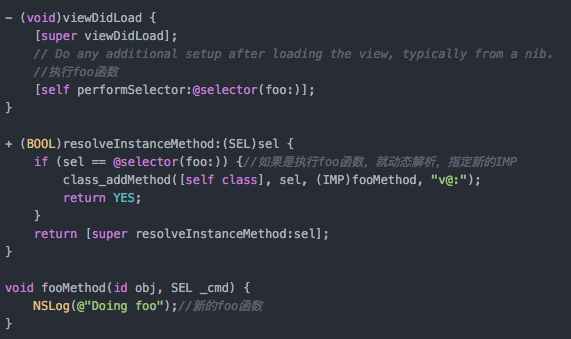 - (void)viewDidLoad {
    [super viewDidLoad];
    // Do any additional setup after loading the view, typically from a nib.
    //执行foo函数
    [self performSelector:@selector(foo:)];
}

+ (BOOL)resolveInstanceMethod:(SEL)sel {
    if (sel == @selector(foo:)) {//如果是执行foo函数，就动态解析，指定新的IMP
        class_addMethod([self class], sel, (IMP)fooMethod, "v@:");
        return YES;
    }
    return [super resolveInstanceMethod:sel];
}

void fooMethod(id obj, SEL _cmd) {
    NSLog(@"Doing foo");//新的foo函数
}